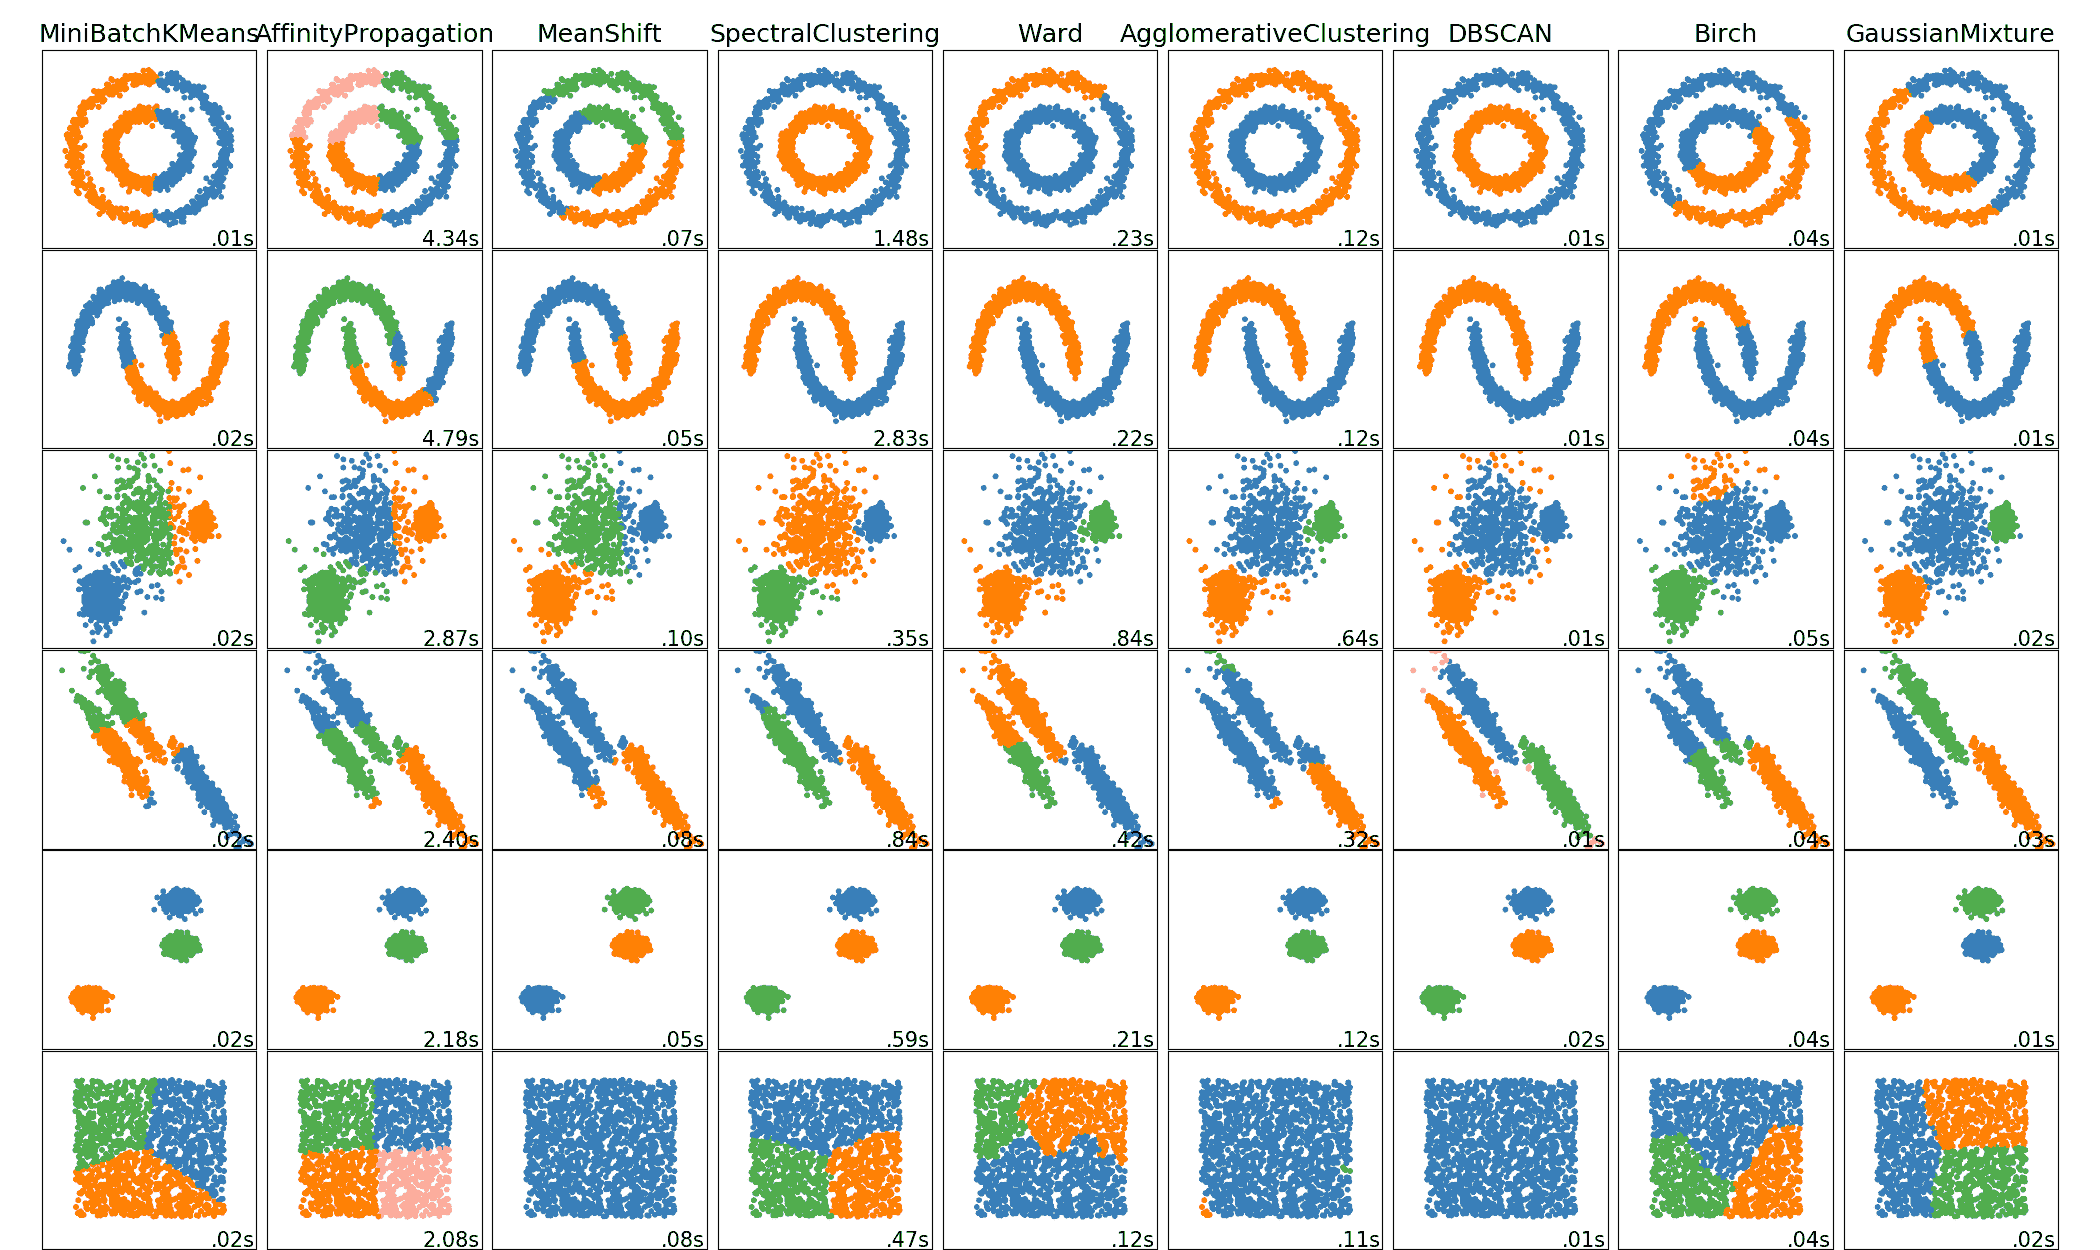 MiniBatchKMeans AffinityPropagation MeanShift SpectralClustering Ward AgglomerativeClustering DBSCAN Birch GaussianMixture
.01s 4.34s .07s 1.48s .23s .12s .01s .04s .01s
.02s 4.79s .05s 2.83s .22s .12s .01s .04s .01s
.02s 2.87s .10s .35s .84s .64s .01s .05s .02s
.02s 2.40s .08s .84s .42s .32s .01s .04s .03s
.02s 2.18s .05s .59s .21s .12s .02s .04s .01s
.02s 2.08s .08s .47s .12s .11s .01s .04s .02s